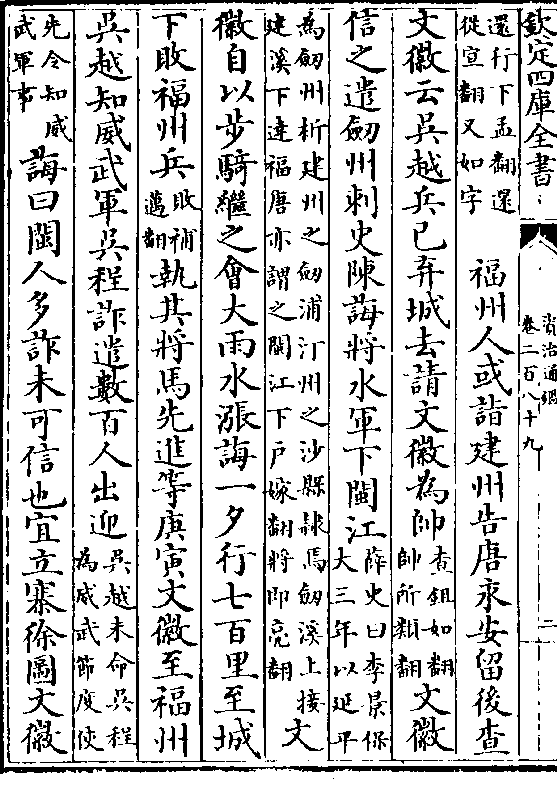 欽定四庫全書
資治通鑑
卷二百八十九
二
還行下孟翻還
從宣翻又如字
福州人或詣建州告唐永安留後查
文徽云吳越兵已弃城去請文徽為帥
查鉏如翻
帥所類翻
文徽
信之遣劒州刺史陳誨將水軍下閩江
薛史曰李景保
大三年以延平
為劒州析建州之劒浦汀州之沙縣隷焉劒溪上接
建溪下達福唐亦謂之閩江下戶嫁翻將即亮翻
文
徽自以步騎繼之會大雨水漲誨一夕行七百里至城
下敗福州兵
敗補
邁翻
執其將馬先進等庚寅文徽至福州
吳越知威武軍吳程詐遣數百人出迎
吳越未命吳程
為威武節度使
先令知威
武軍事
誨曰閩人多詐未可信也宜立寨徐圖文徽